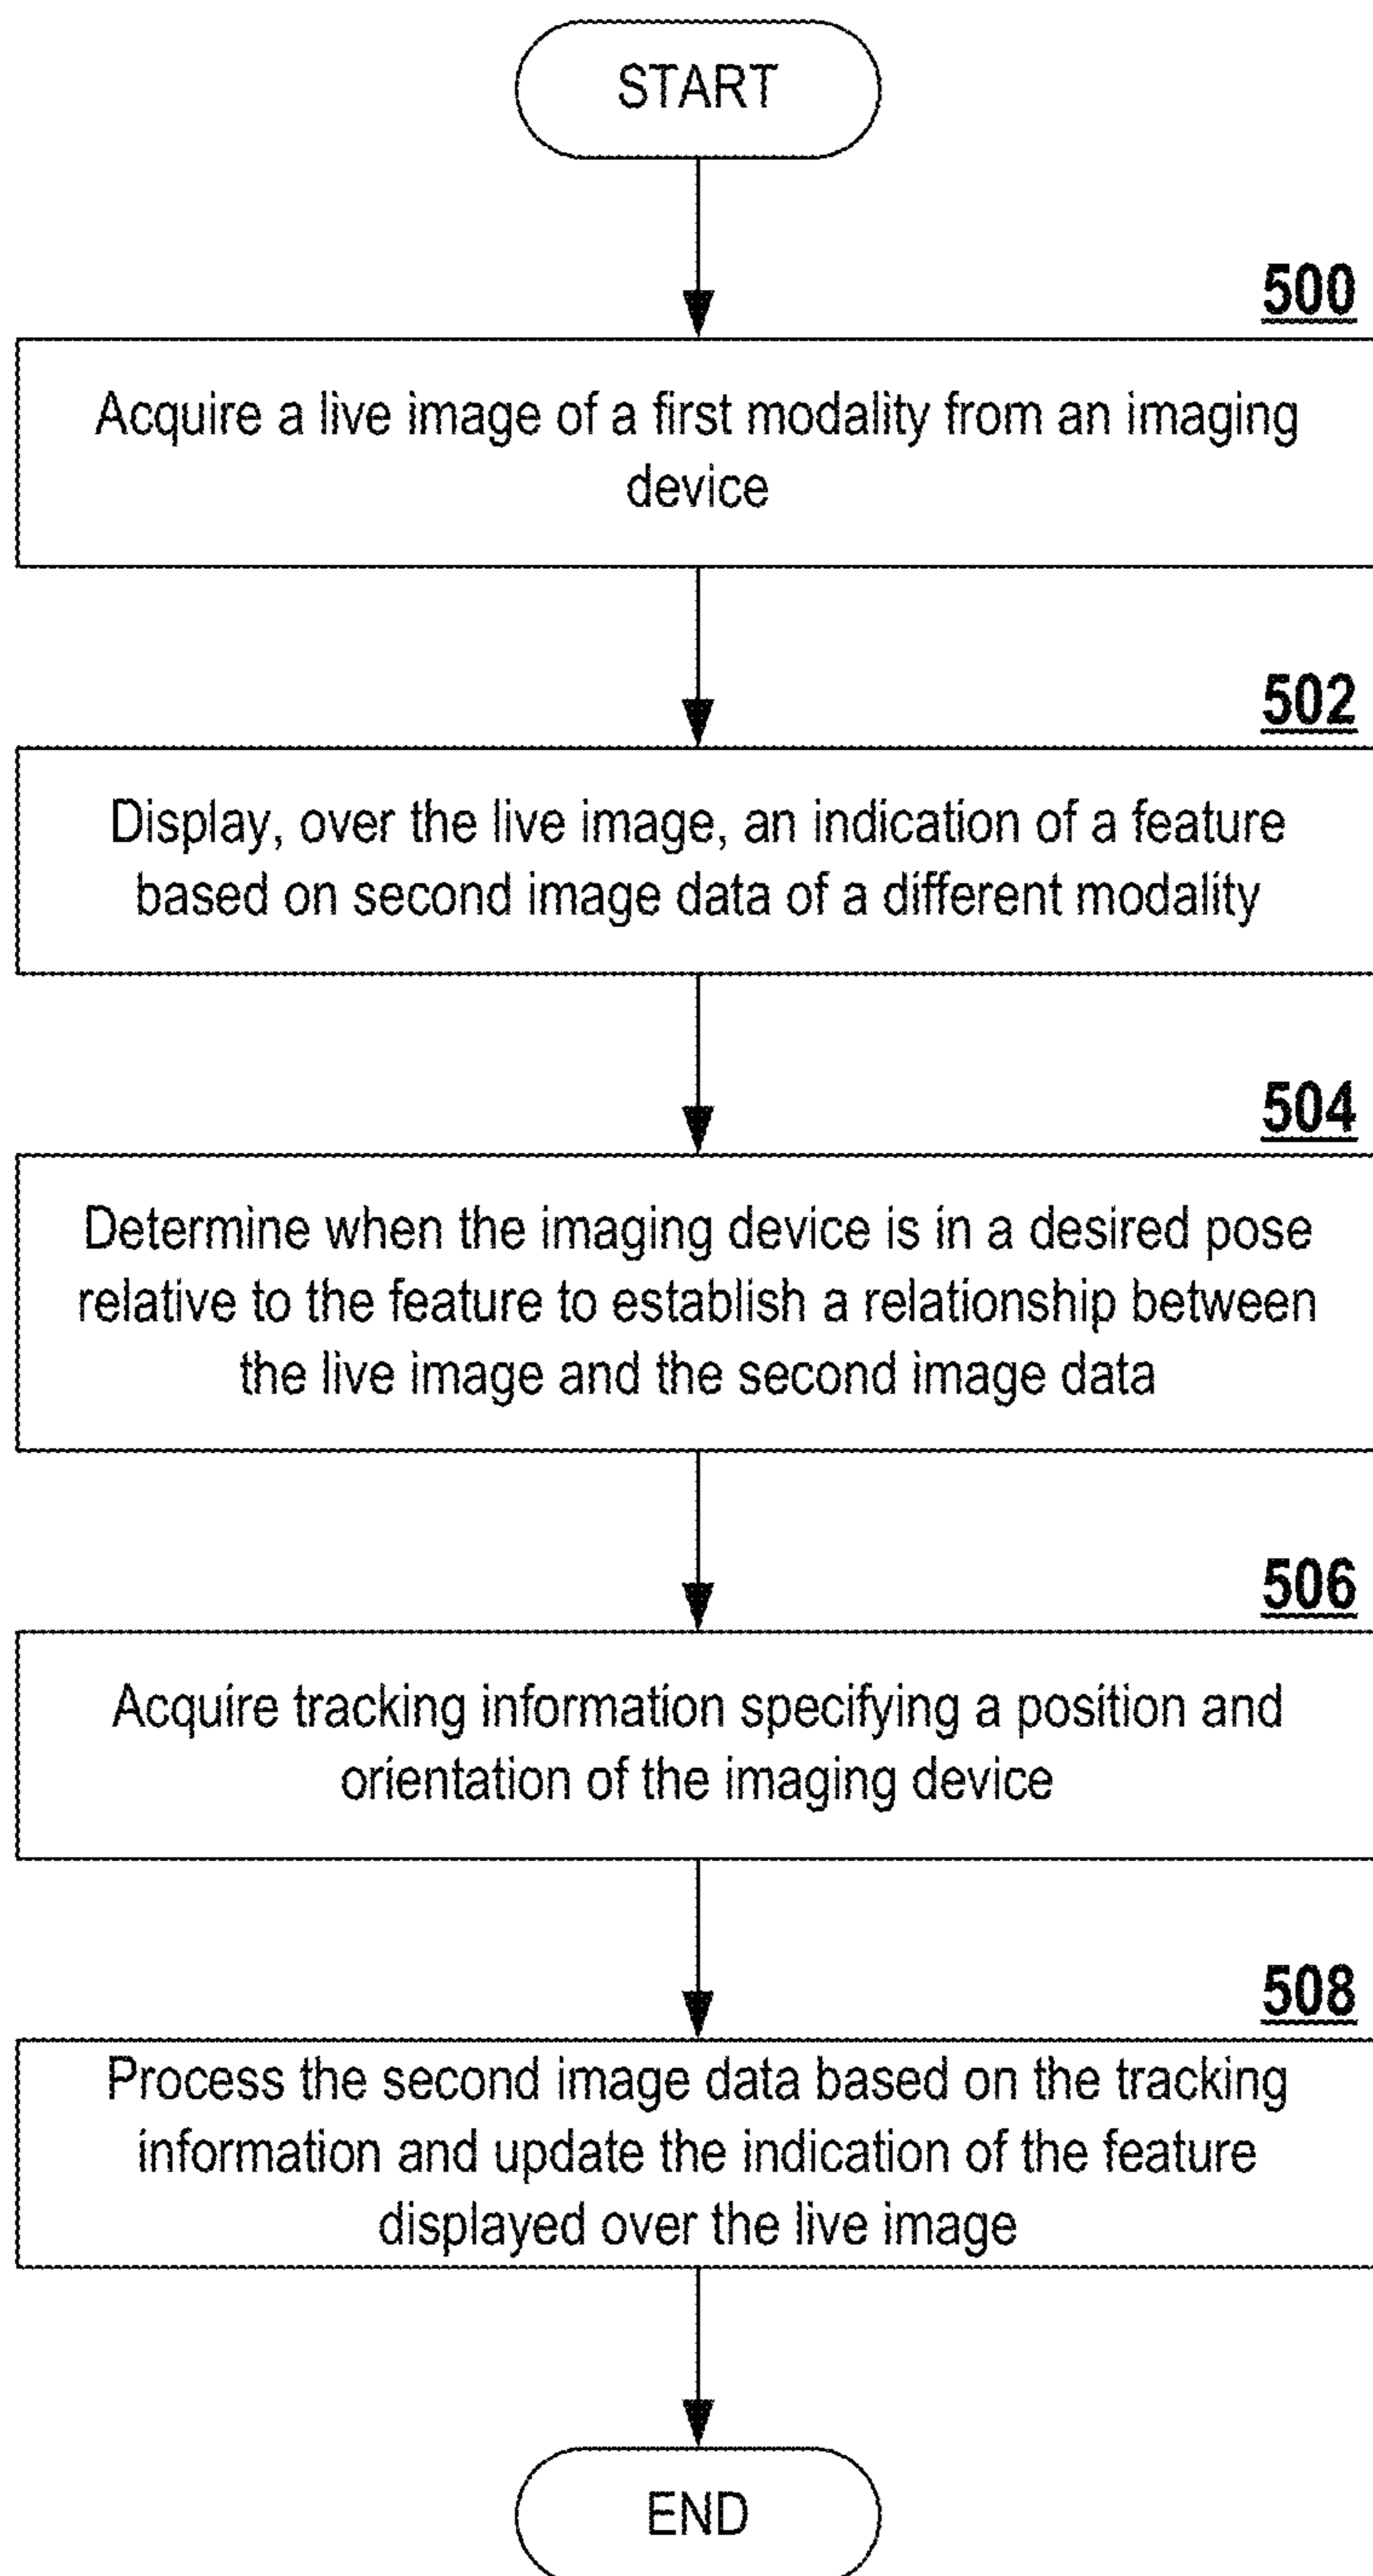 START
500
Acquire a live image of a first modality from an imaging
device
502
Display, over the live image, an indication of a feature
based on second image data of a different modality
504
Determine when the imaging device is in a desired pose
relative to the feature to establish a relationship between
the live image and the second image data
506
Acquire tracking information specifying a position and
orientation of the imaging device
508
Process the second image data based on the tracking
information and update the indication of the feature
displayed over the live image
END